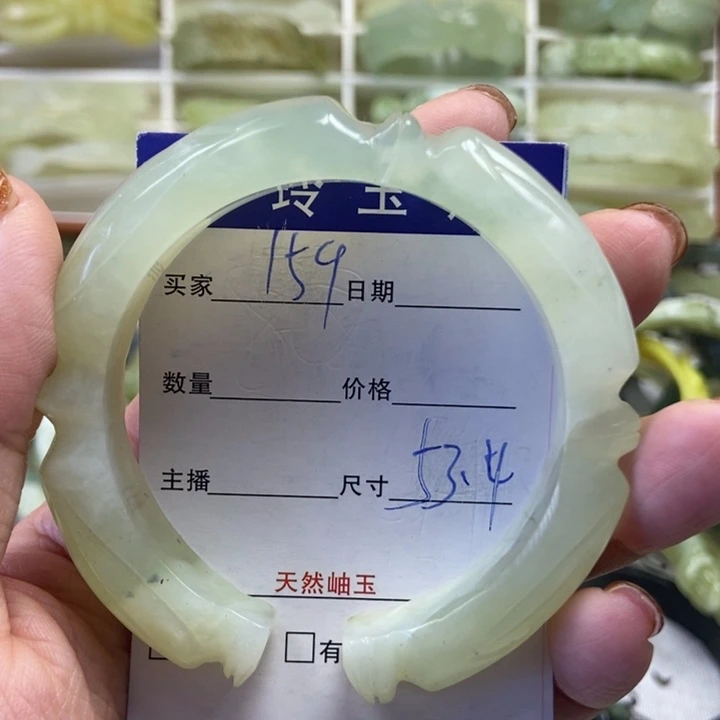 玲玉
买家 159 日期
数量 价格
主播 尺寸 53.4
天然岫玉
□有